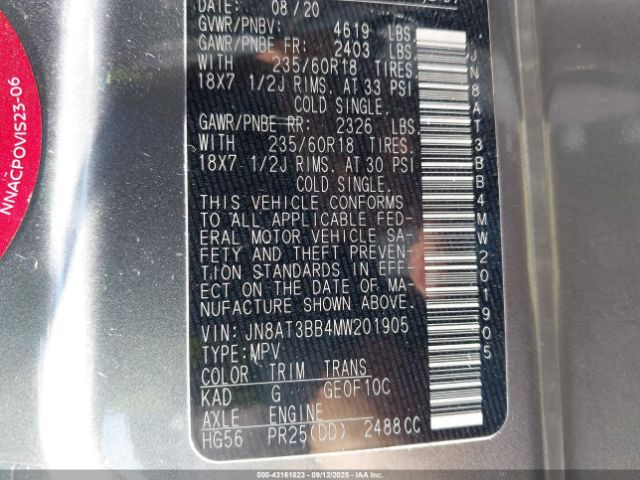 DATE: 08/20
GVWR/PNBV: 4619 LBS
GAWR/PNBE FR: 2403 LBS
WITH 235/60R18 TIRES.
18X7 1/2J RIMS. AT 33 PSI
COLD SINGLE.
GAWR/PNBE RR: 2326 LBS.
WITH 235/60R18 TIRES.
18X7 1/2J RIMS. AT 30 PSI
COLD SINGLE.
THIS VEHICLE CONFORMS
TO ALL APPLICABLE FED-
ERAL MOTOR VEHICLE SA-
FETY AND THEFT PREVEN-
TION STANDARDS IN EFF-
ECT ON THE DATE OF MA-
NUFACTURE SHOWN ABOVE.
VIN: JN8AT3BB4MW201905
TYPE:MPV
COLOR TRIM TRANS
KAD G GE0F10C
AXLE ENGINE
HG56 PR25(DD) 2488CC
JN8AT3BB4MW201905
NNACPOVIS23-06
000-43161823 - 09/12/2025 - IAAI.COM